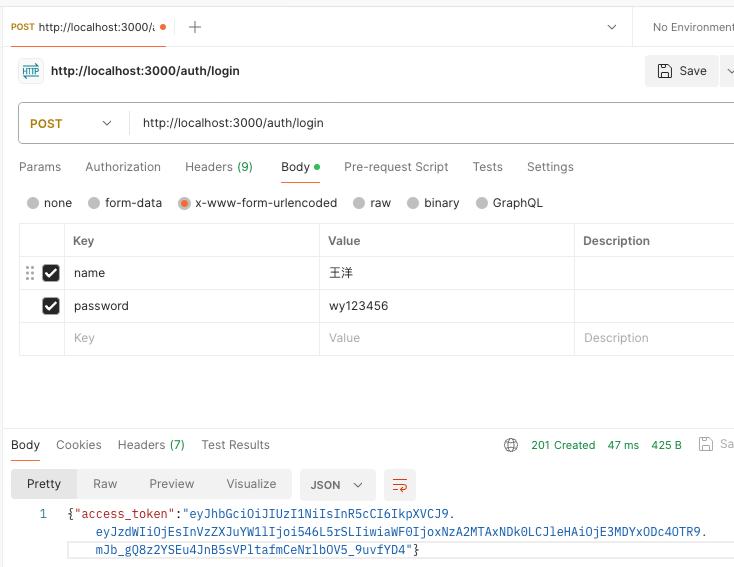 POST http://localhost:3000/a
No Environment
HTTP http://localhost:3000/auth/login
Save
POST http://localhost:3000/auth/login
Params Authorization Headers (9) Body Pre-request Script Tests Settings
none form-data x-www-form-urlencoded raw binary GraphQL
Key Value Description
name 王洋
password wy123456
Key Value Description
Body Cookies Headers (7) Test Results 201 Created 47 ms 425 B Sa
Pretty Raw Preview Visualize JSON
1 {"access_token":"eyJhbGciOiJIUzI1NiIsInR5cCI6IkpXVCJ9.
eyJzdWIiOjEsInVzZXJuYW1lIjoi546L5rSLIiwiaWF0IjoxNzA2MTAxNDk0LCJleHAiOjE3MDYxODc4OTR9.
mJb_gQ8z2YSEu4JnB5sVPltafmCeNrlbOV5_9uvfYD4"}